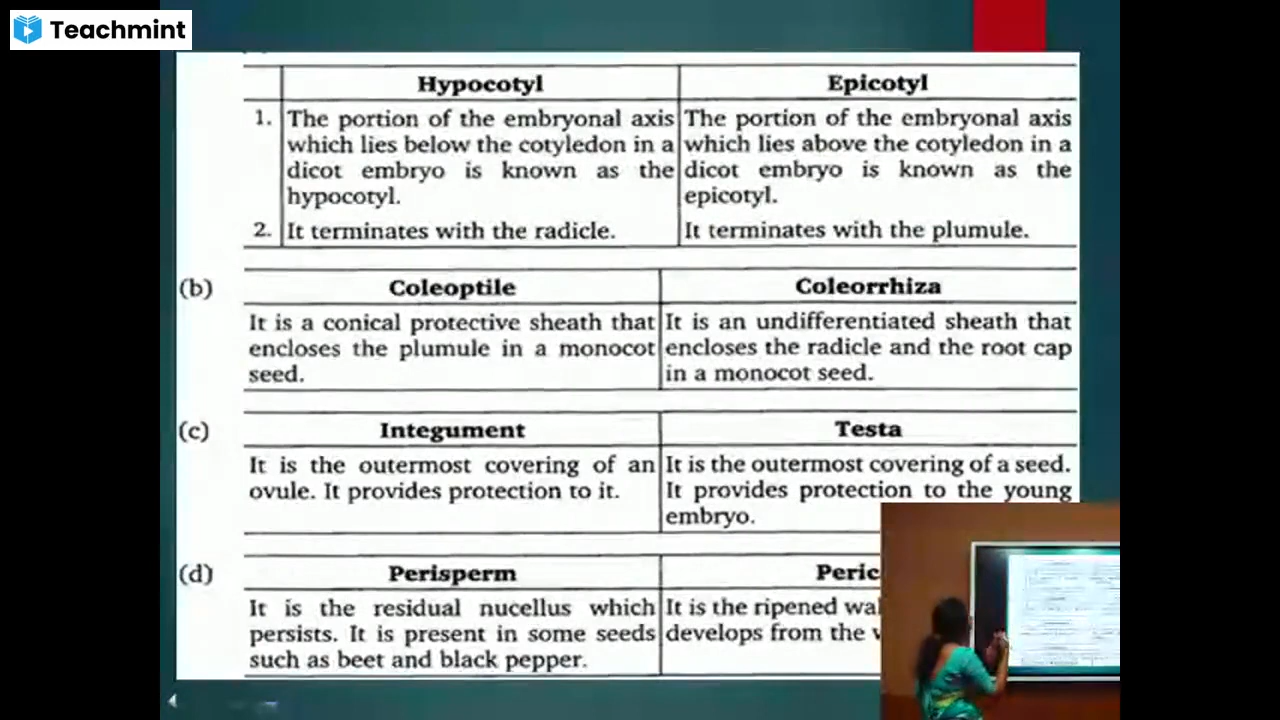 Teachmint
Hypocotyl Epicotyl
1. The portion of the embryonal axis The portion of the embryonal axis
which lies below the cotyledon in a which lies above the cotyledon in a
dicot embryo is known as the dicot embryo is known as the
hypocotyl. epicotyl.
2. It terminates with the radicle. It terminates with the plumule.
(b) Coleoptile Coleorrhiza
It is a conical protective sheath that It is an undifferentiated sheath that
encloses the plumule in a monocot encloses the radicle and the root cap
seed. in a monocot seed.
(c) Integument Testa
It is the outermost covering of an It is the outermost covering of a seed.
ovule. It provides protection to it. It provides protection to the young
embryo.
(d) Perisperm
It is the residual nucellus which It is the ripened
persists. It is present in some seeds develops from the
such as beet and black pepper.